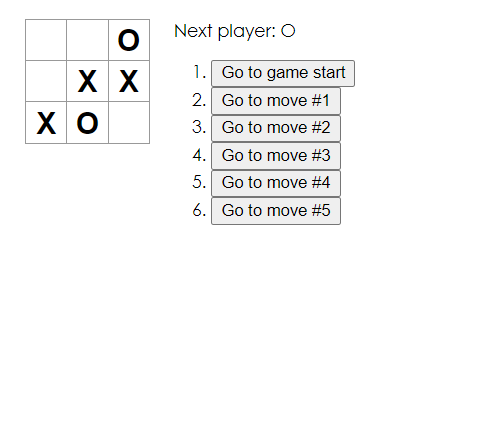 O
X X
X O
Next player: O
1. Go to game start
2. Go to move #1
3. Go to move #2
4. Go to move #3
5. Go to move #4
6. Go to move #5